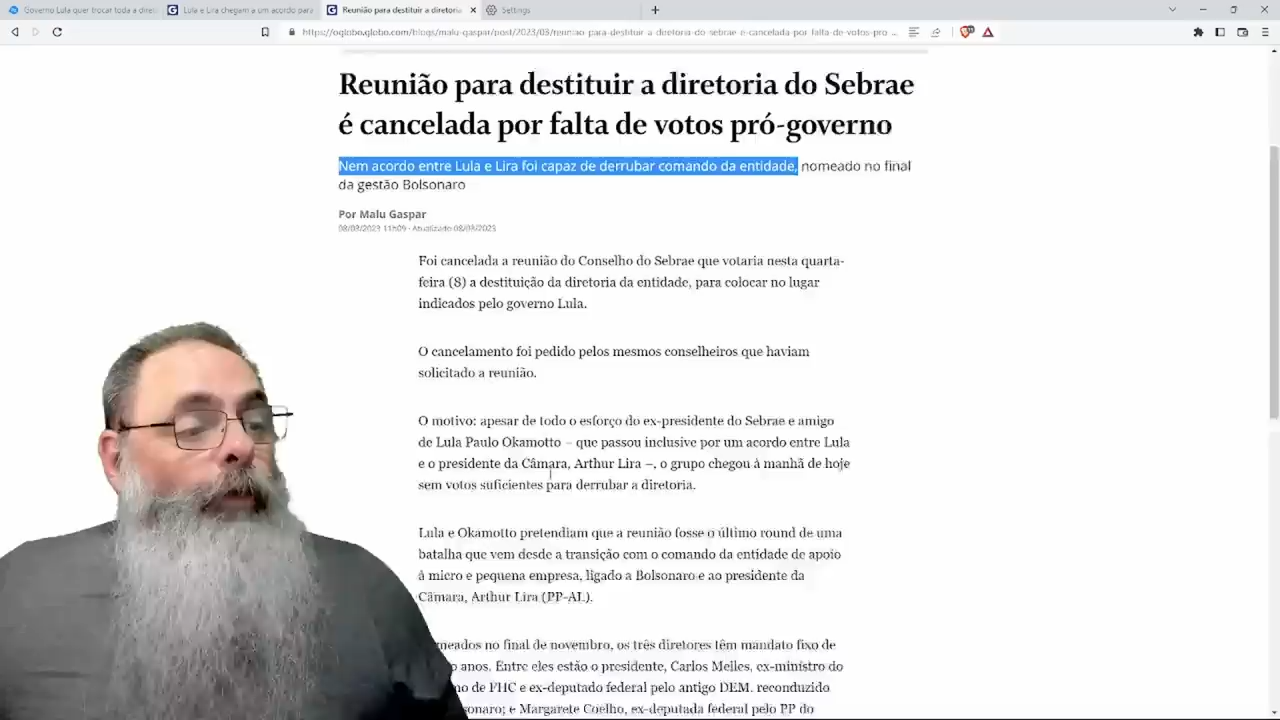 Governo Lula quer trocar toda a diret
Lula e Lira chegam a um acordo para
Reunião para destituir a diretoria
Settings
https://oglobo.globo.com/blogs/malu-gaspar/post/2023/03/reuniao-para-destituir-a-diretoria-do-sebrae-e-cancelada-por-falta-de-votos-pro-...
Reunião para destituir a diretoria do Sebrae
é cancelada por falta de votos pró-governo
Nem acordo entre Lula e Lira foi capaz de derrubar comando da entidade, nomeado no final
da gestão Bolsonaro
Por Malu Gaspar
08/03/2023 11h09 · Atualizado 08/03/2023
Foi cancelada a reunião do Conselho do Sebrae que votaria nesta quarta-
feira (8) a destituição da diretoria da entidade, para colocar no lugar
indicados pelo governo Lula.
O cancelamento foi pedido pelos mesmos conselheiros que haviam
solicitado a reunião.
O motivo: apesar de todo o esforço do ex-presidente do Sebrae e amigo
de Lula Paulo Okamotto – que passou inclusive por um acordo entre Lula
e o presidente da Câmara, Arthur Lira –, o grupo chegou à manhã de hoje
sem votos suficientes para derrubar a diretoria.
Lula e Okamotto pretendiam que a reunião fosse o último round de uma
batalha que vem desde a transição com o comando da entidade de apoio
à micro e pequena empresa, ligado a Bolsonaro e ao presidente da
Câmara, Arthur Lira (PP-AL).
meados no final de novembro, os três diretores têm mandato fixo de
anos. Entre eles estão o presidente, Carlos Melles, ex-ministro do
no de FHC e ex-deputado federal pelo antigo DEM, reconduzido
sonaro; e Margarete Coelho, ex-deputada federal pelo PP do